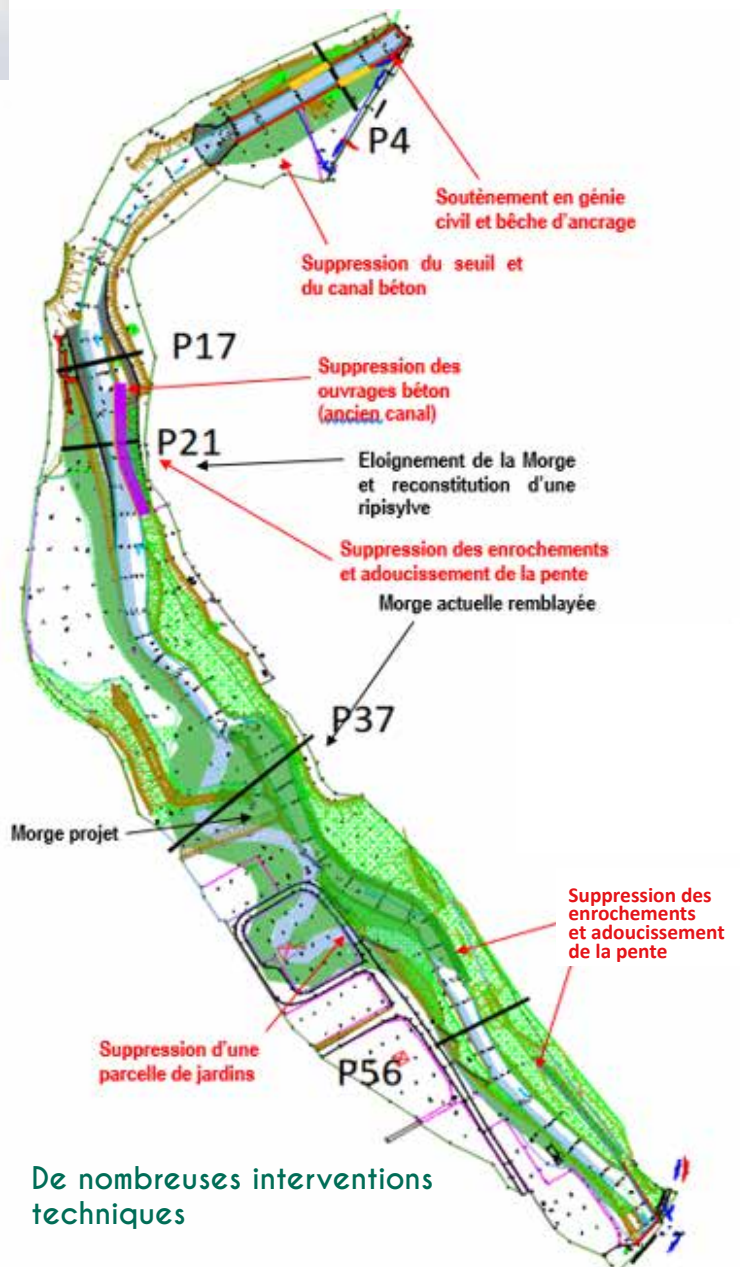 P4
Soutènement en génie
civil et bêche d'ancrage
Suppression du seuil et
du canal béton
P17
Suppression des
ouvrages béton
(ancien canal)
P21
Eloignement de la Morge
et reconstitution d'une
ripisylve
Suppression des enrochements
et adoucissement de la pente
Morge actuelle remblayée
P37
Morge projet
Suppression des
enrochements
et adoucissement
de la pente
Suppression d'une
parcelle de jardins
P56
De nombreuses interventions
techniques